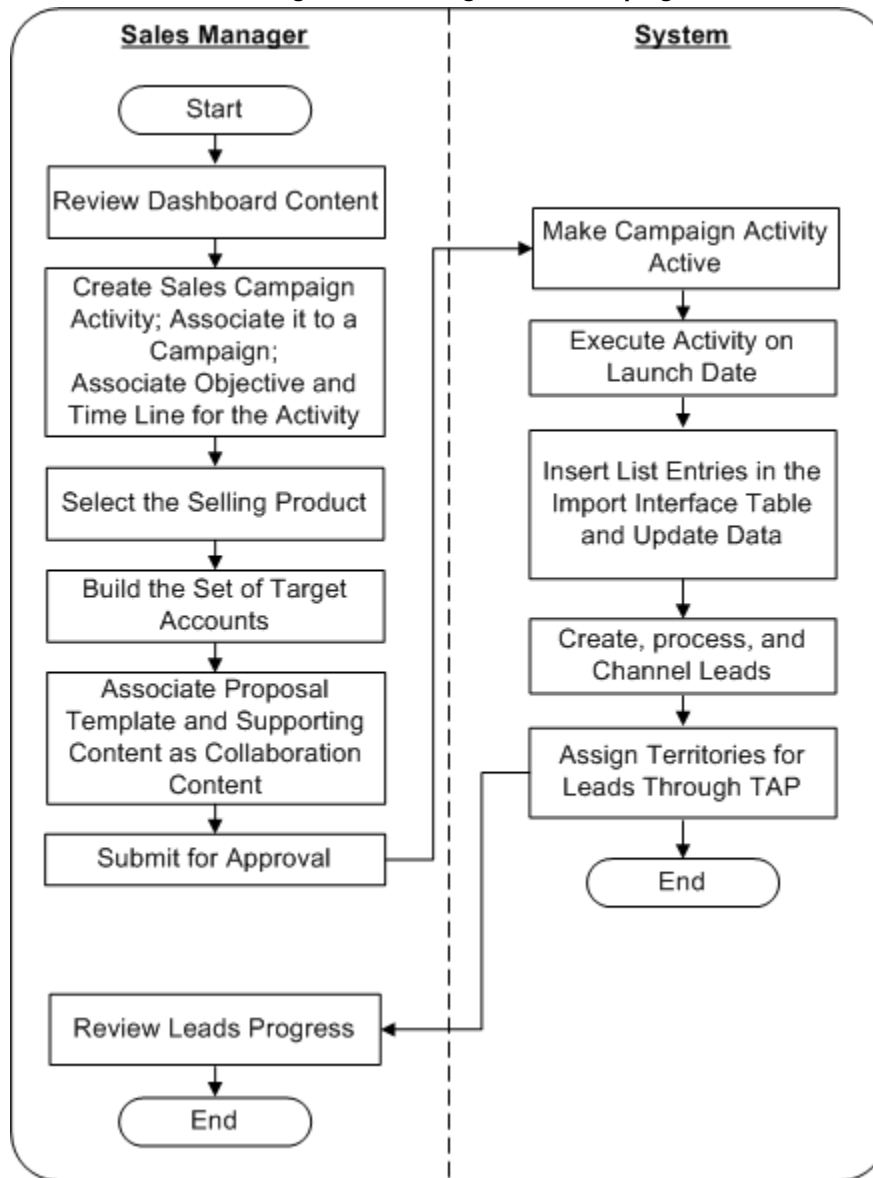 Sales Manager
Start
Review Dashboard Content
Create Sales Campaign
Activity; Associate it to a
Campaign;
Associate Objective and
Time Line for the Activity
Select the Selling Product
Build the Set of Target
Accounts
Associate Proposal
Template and Supporting
Content as Collaboration
Content
Submit for Approval
Review Leads Progress
End
System
Make Campaign Activity
Active
Execute Activity on
Launch Date
Insert List Entries in the
Import Interface Table
and Update Data
Create, process, and
Channel Leads
Assign Territories for
Leads Through TAP
End